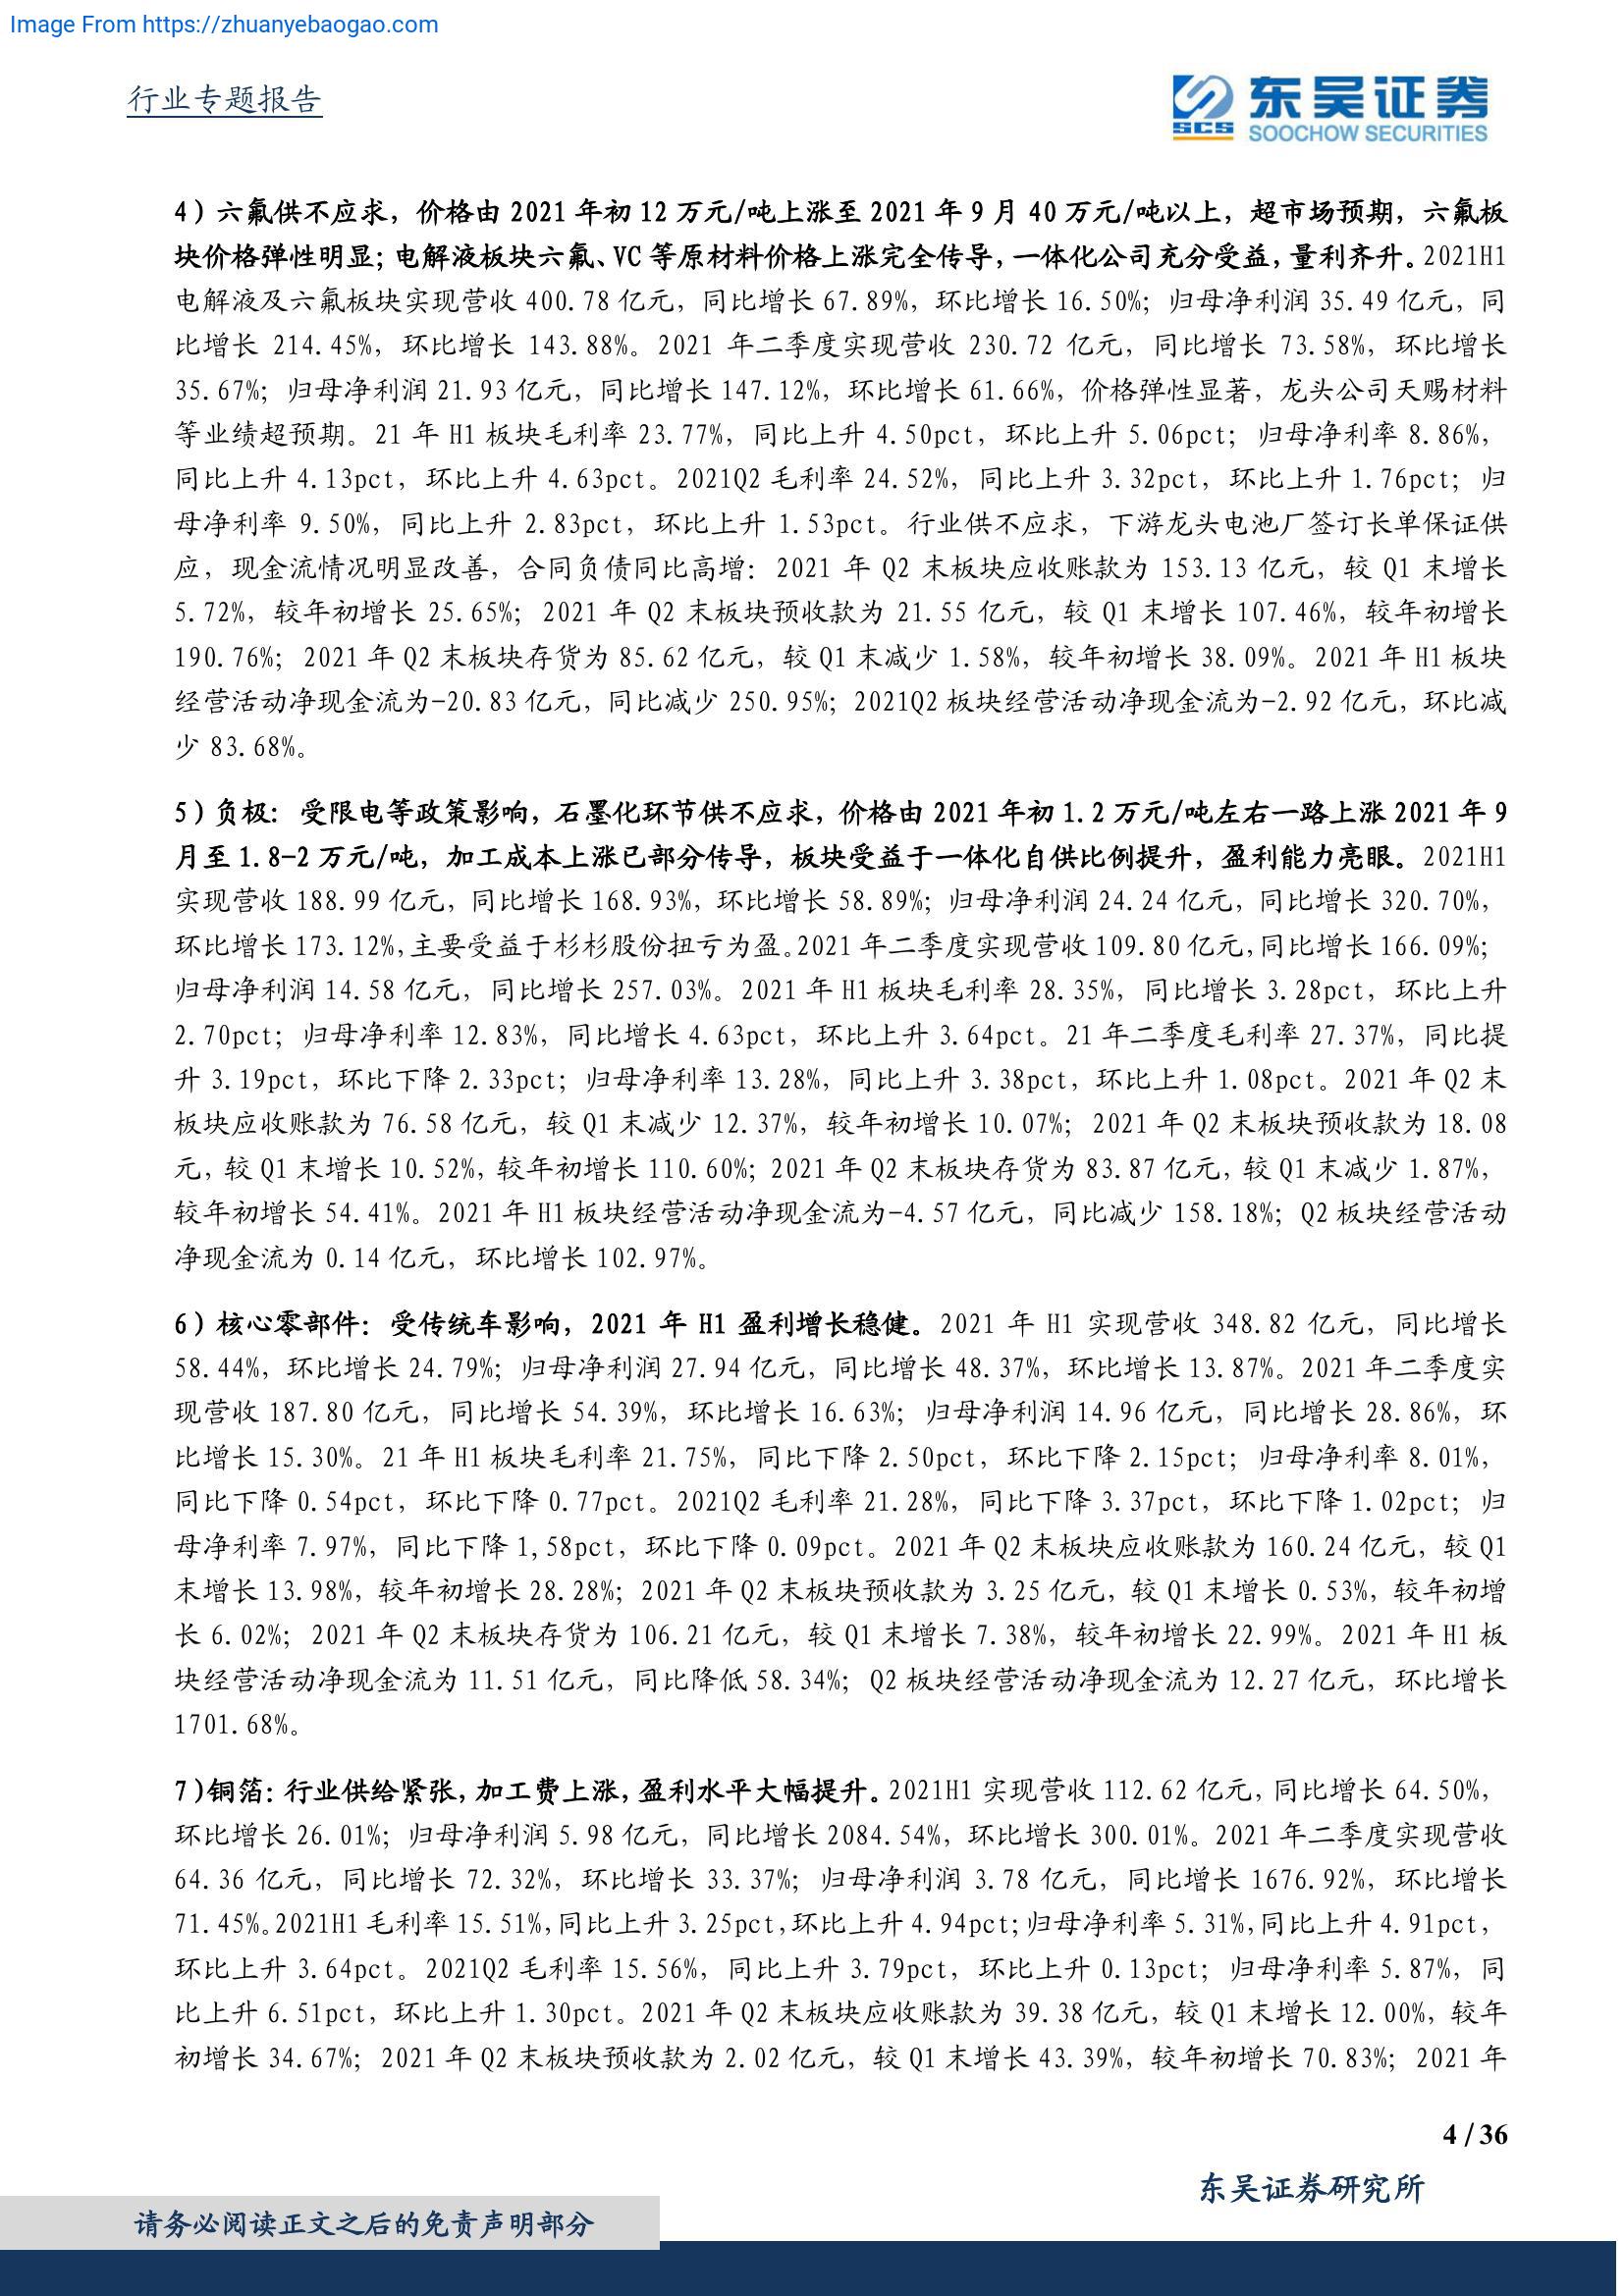 Image From https://zhuanyebaogao.com
行业专题报告
东吴证券
SCS
SOOCHOW SECURITIES
4）六氟供不应求，价格由 2021 年初 12 万元/吨上涨至 2021 年 9 月 40 万元/吨以上，超市场预期，六氟板
块价格弹性明显；电解液板块六氟、VC 等原材料价格上涨完全传导，一体化公司充分受益，量利齐升。2021H1
电解液及六氟板块实现营收 400.78 亿元，同比增长 67.89%，环比增长 16.50%；归母净利润 35.49 亿元，同
比增长 214.45%，环比增长 143.88%。2021 年二季度实现营收 230.72 亿元，同比增长 73.58%，环比增长
35.67%；归母净利润 21.93 亿元，同比增长 147.12%，环比增长 61.66%，价格弹性显著，龙头公司天赐材料
等业绩超预期。21 年 H1 板块毛利率 23.77%，同比上升 4.50pct，环比上升 5.06pct；归母净利率 8.86%，
同比上升 4.13pct，环比上升 4.63pct。2021Q2 毛利率 24.52%，同比上升 3.32pct，环比上升 1.76pct；归
母净利率 9.50%，同比上升 2.83pct，环比上升 1.53pct。行业供不应求，下游龙头电池厂签订长单保证供
应，现金流情况明显改善，合同负债同比高增：2021 年 Q2 末板块应收账款为 153.13 亿元，较 Q1 末增长
5.72%，较年初增长 25.65%；2021 年 Q2 末板块预收款为 21.55 亿元，较 Q1 末增长 107.46%，较年初增长
190.76%；2021 年 Q2 末板块存货为 85.62 亿元，较 Q1 末减少 1.58%，较年初增长 38.09%。2021 年 H1 板块
经营活动净现金流为-20.83 亿元，同比减少 250.95%；2021Q2 板块经营活动净现金流为-2.92 亿元，环比减
少 83.68%。
5）负极：受限电等政策影响，石墨化环节供不应求，价格由 2021 年初 1.2 万元/吨左右一路上涨 2021 年 9
月至 1.8-2 万元/吨，加工成本上涨已部分传导，板块受益于一体化自供比例提升，盈利能力亮眼。2021H1
实现营收 188.99 亿元，同比增长 168.93%，环比增长 58.89%；归母净利润 24.24 亿元，同比增长 320.70%，
环比增长 173.12%，主要受益于杉杉股份扭亏为盈。2021 年二季度实现营收 109.80 亿元，同比增长 166.09%；
归母净利润 14.58 亿元，同比增长 257.03%。2021 年 H1 板块毛利率 28.35%，同比增长 3.28pct，环比上升
2.70pct；归母净利率 12.83%，同比增长 4.63pct，环比上升 3.64pct。21 年二季度毛利率 27.37%，同比提
升 3.19pct，环比下降 2.33pct；归母净利率 13.28%，同比上升 3.38pct，环比上升 1.08pct。2021 年 Q2 末
板块应收账款为 76.58 亿元，较 Q1 末减少 12.37%，较年初增长 10.07%；2021 年 Q2 末板块预收款为 18.08
元，较 Q1 末增长 10.52%，较年初增长 110.60%；2021 年 Q2 末板块存货为 83.87 亿元，较 Q1 末减少 1.87%，
较年初增长 54.41%。2021 年 H1 板块经营活动净现金流为-4.57 亿元，同比减少 158.18%；Q2 板块经营活动
净现金流为 0.14 亿元，环比增长 102.97%。
6）核心零部件：受传统车影响，2021 年 H1 盈利增长稳健。2021 年 H1 实现营收 348.82 亿元，同比增长
58.44%，环比增长 24.79%；归母净利润 27.94 亿元，同比增长 48.37%，环比增长 13.87%。2021 年二季度实
现营收 187.80 亿元，同比增长 54.39%，环比增长 16.63%；归母净利润 14.96 亿元，同比增长 28.86%，环
比增长 15.30%。21 年 H1 板块毛利率 21.75%，同比下降 2.50pct，环比下降 2.15pct；归母净利率 8.01%，
同比下降 0.54pct，环比下降 0.77pct。2021Q2 毛利率 21.28%，同比下降 3.37pct，环比下降 1.02pct；归
母净利率 7.97%，同比下降 1,58pct，环比下降 0.09pct。2021 年 Q2 末板块应收账款为 160.24 亿元，较 Q1
末增长 13.98%，较年初增长 28.28%；2021 年 Q2 末板块预收款为 3.25 亿元，较 Q1 末增长 0.53%，较年初增
长 6.02%；2021 年 Q2 末板块存货为 106.21 亿元，较 Q1 末增长 7.38%，较年初增长 22.99%。2021 年 H1 板
块经营活动净现金流为 11.51 亿元，同比降低 58.34%；Q2 板块经营活动净现金流为 12.27 亿元，环比增长
1701.68%。
7）铜箔：行业供给紧张，加工费上涨，盈利水平大幅提升。2021H1 实现营收 112.62 亿元，同比增长 64.50%，
环比增长 26.01%；归母净利润 5.98 亿元，同比增长 2084.54%，环比增长 300.01%。2021 年二季度实现营收
64.36 亿元，同比增长 72.32%，环比增长 33.37%；归母净利润 3.78 亿元，同比增长 1676.92%，环比增长
71.45%。2021H1 毛利率 15.51%，同比上升 3.25pct，环比上升 4.94pct；归母净利率 5.31%，同比上升 4.91pct，
环比上升 3.64pct。2021Q2 毛利率 15.56%，同比上升 3.79pct，环比上升 0.13pct；归母净利率 5.87%，同
比上升 6.51pct，环比上升 1.30pct。2021 年 Q2 末板块应收账款为 39.38 亿元，较 Q1 末增长 12.00%，较年
初增长 34.67%；2021 年 Q2 末板块预收款为 2.02 亿元，较 Q1 末增长 43.39%，较年初增长 70.83%；2021 年
4 / 36
东吴证券研究所
请务必阅读正文之后的免责声明部分